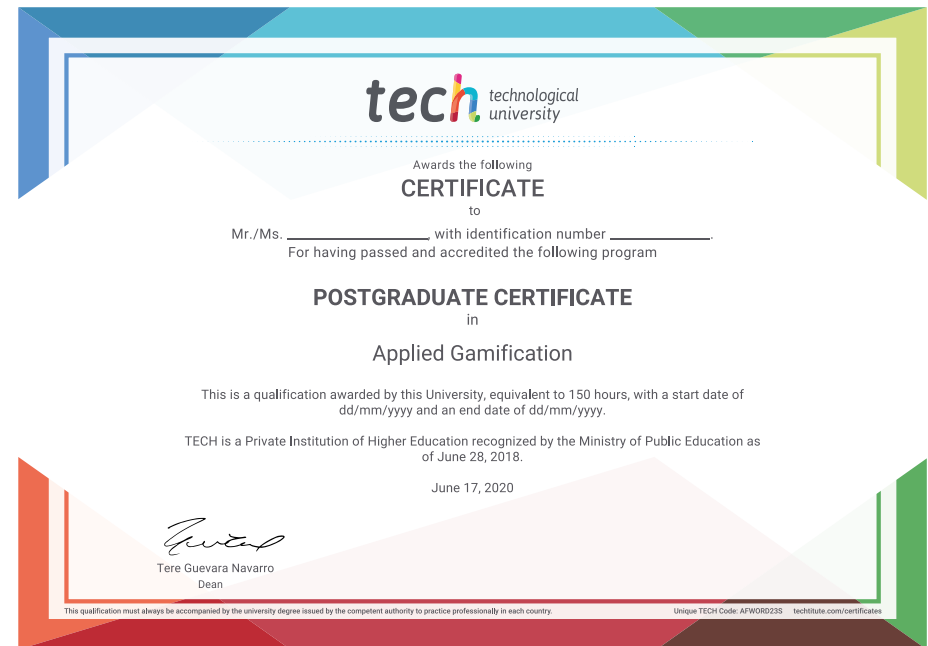 tech technological
university
Awards the following
CERTIFICATE
to
Mr./Ms. ____________________, with identification number ______________.
For having passed and accredited the following program
POSTGRADUATE CERTIFICATE
in
Applied Gamification
This is a qualification awarded by this University, equivalent to 150 hours, with a start date of
dd/mm/yyyy and an end date of dd/mm/yyyy.
TECH is a Private Institution of Higher Education recognized by the Ministry of Public Education as
of June 28, 2018.
June 17, 2020
Tere Guevara Navarro
Dean
This qualification must always be accompanied by the university degree issued by the competent authority to practice professionally in each country. Unique TECH Code: AFWORD23S techtitute.com/certificates